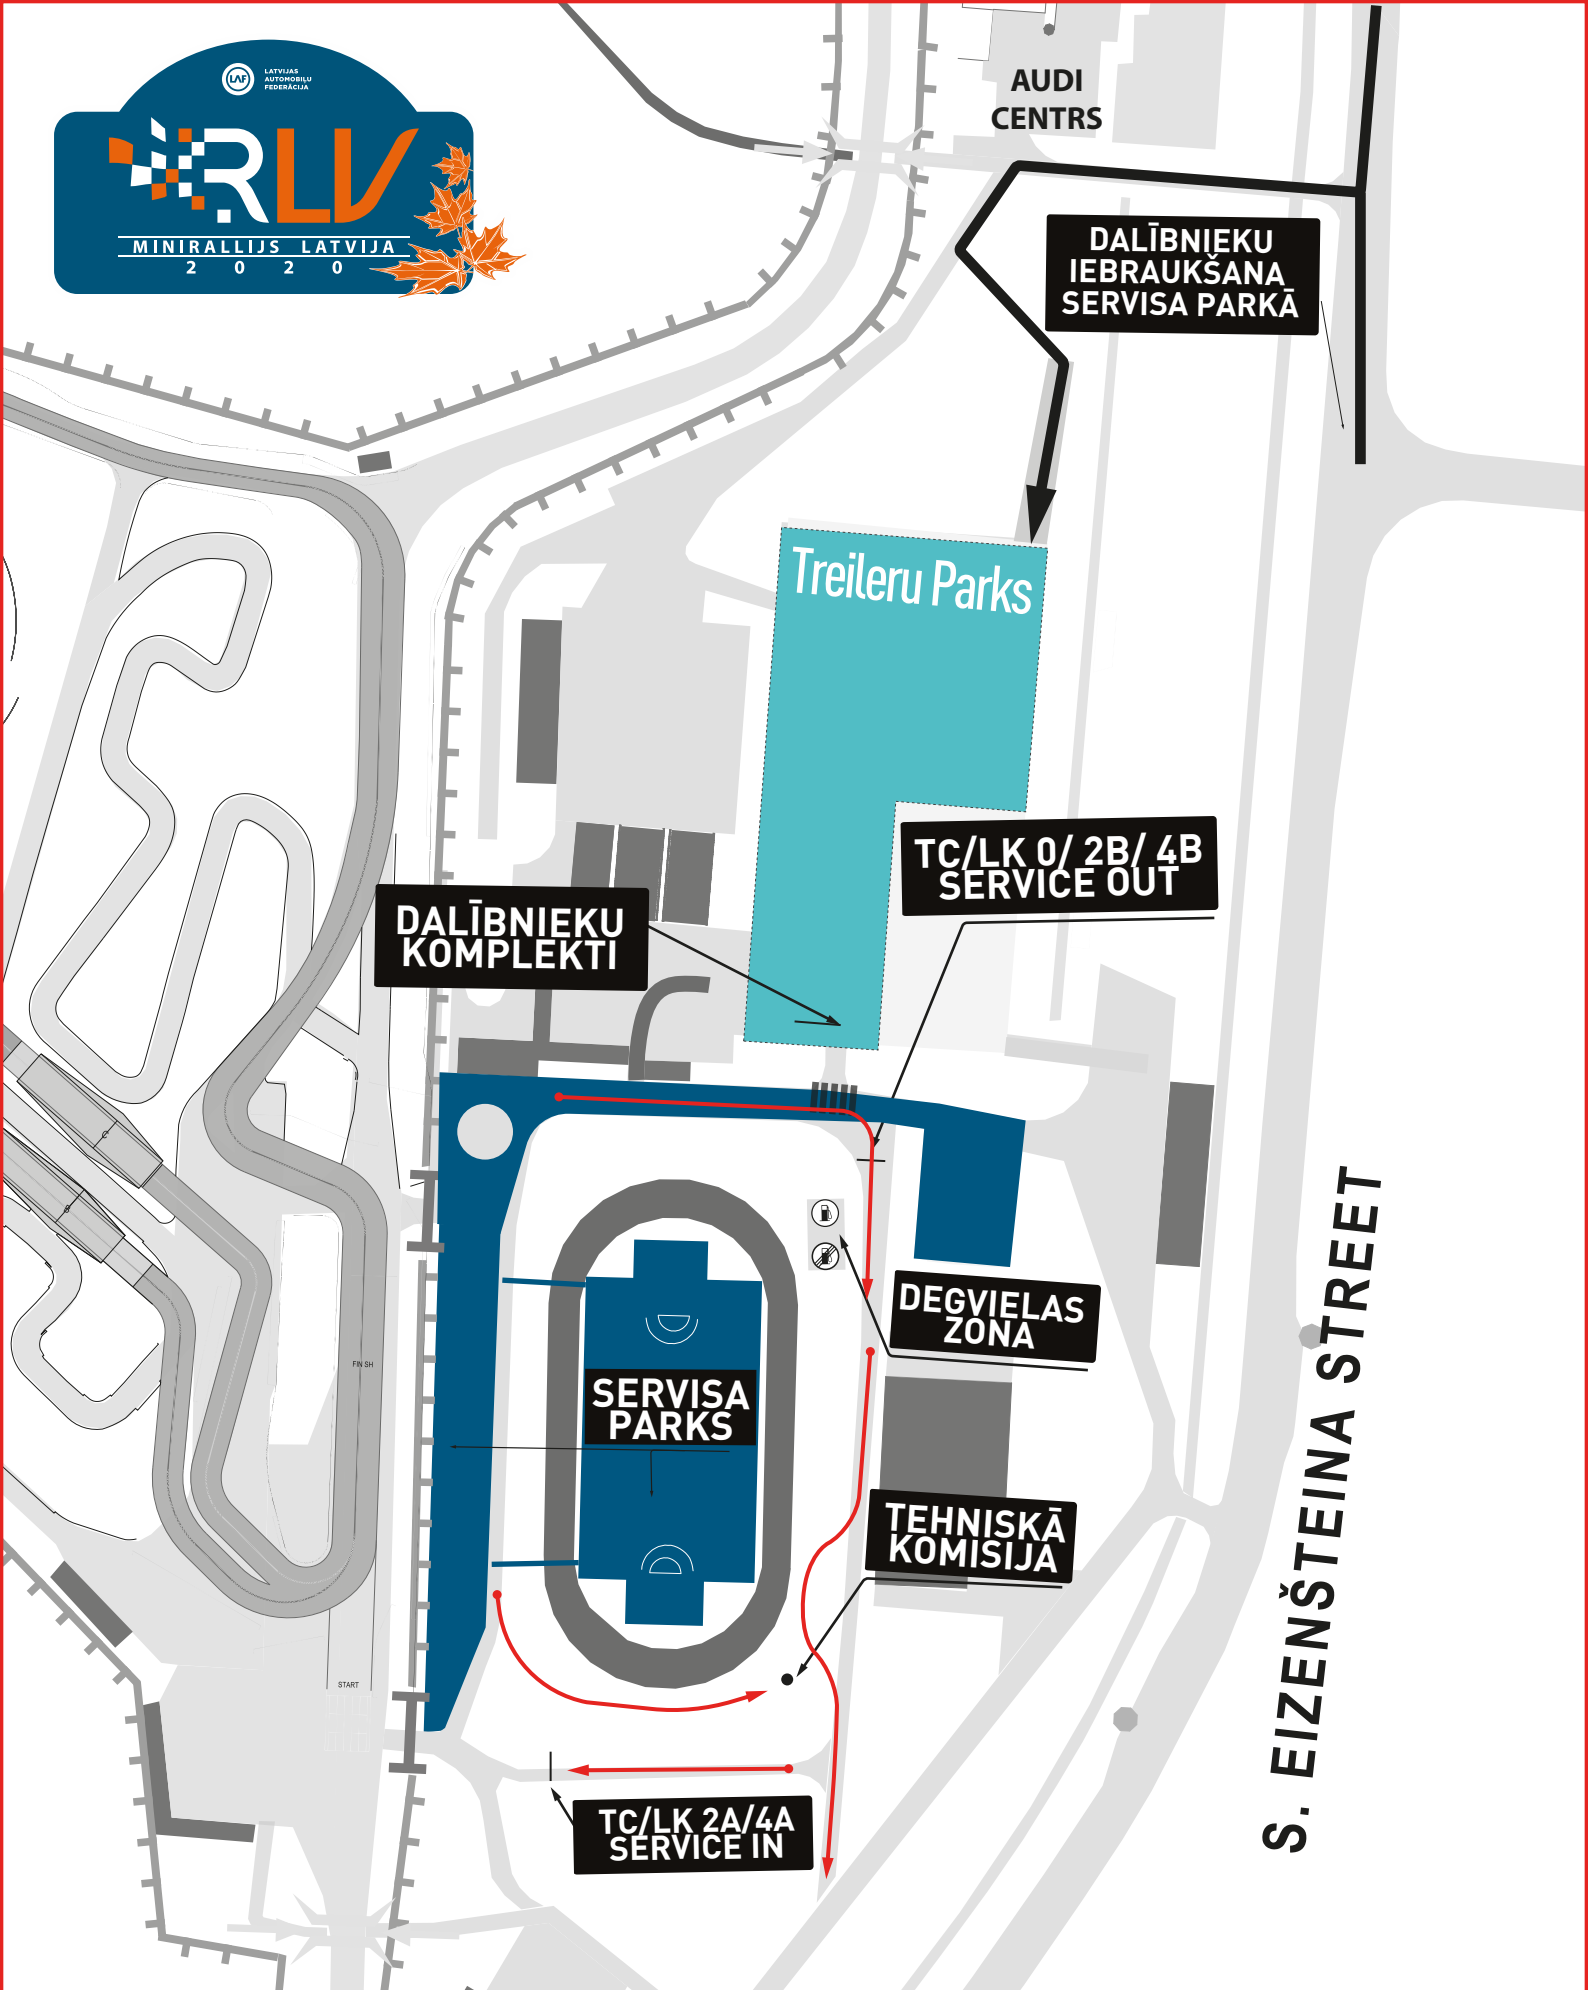 LAF
LATVIJAS
AUTOMOBIĻU
FEDERĀCIJA
RLV
MINIRALLIJS LATVIJA
2 0 2 0
AUDI
CENTRS
DALĪBNIEKU
IEBRAUKŠANA
SERVISA PARKĀ
Treileru Parks
TC/LK 0/ 2B/ 4B
SERVICE OUT
DALĪBNIEKU
KOMPLEKTI
C
B
DEGVIELAS
ZONA
FINISH
SERVISA
PARKS
TEHNISKĀ
KOMISIJA
START
TC/LK 2A/4A
SERVICE IN
S. EIZENŠTEINA STREET